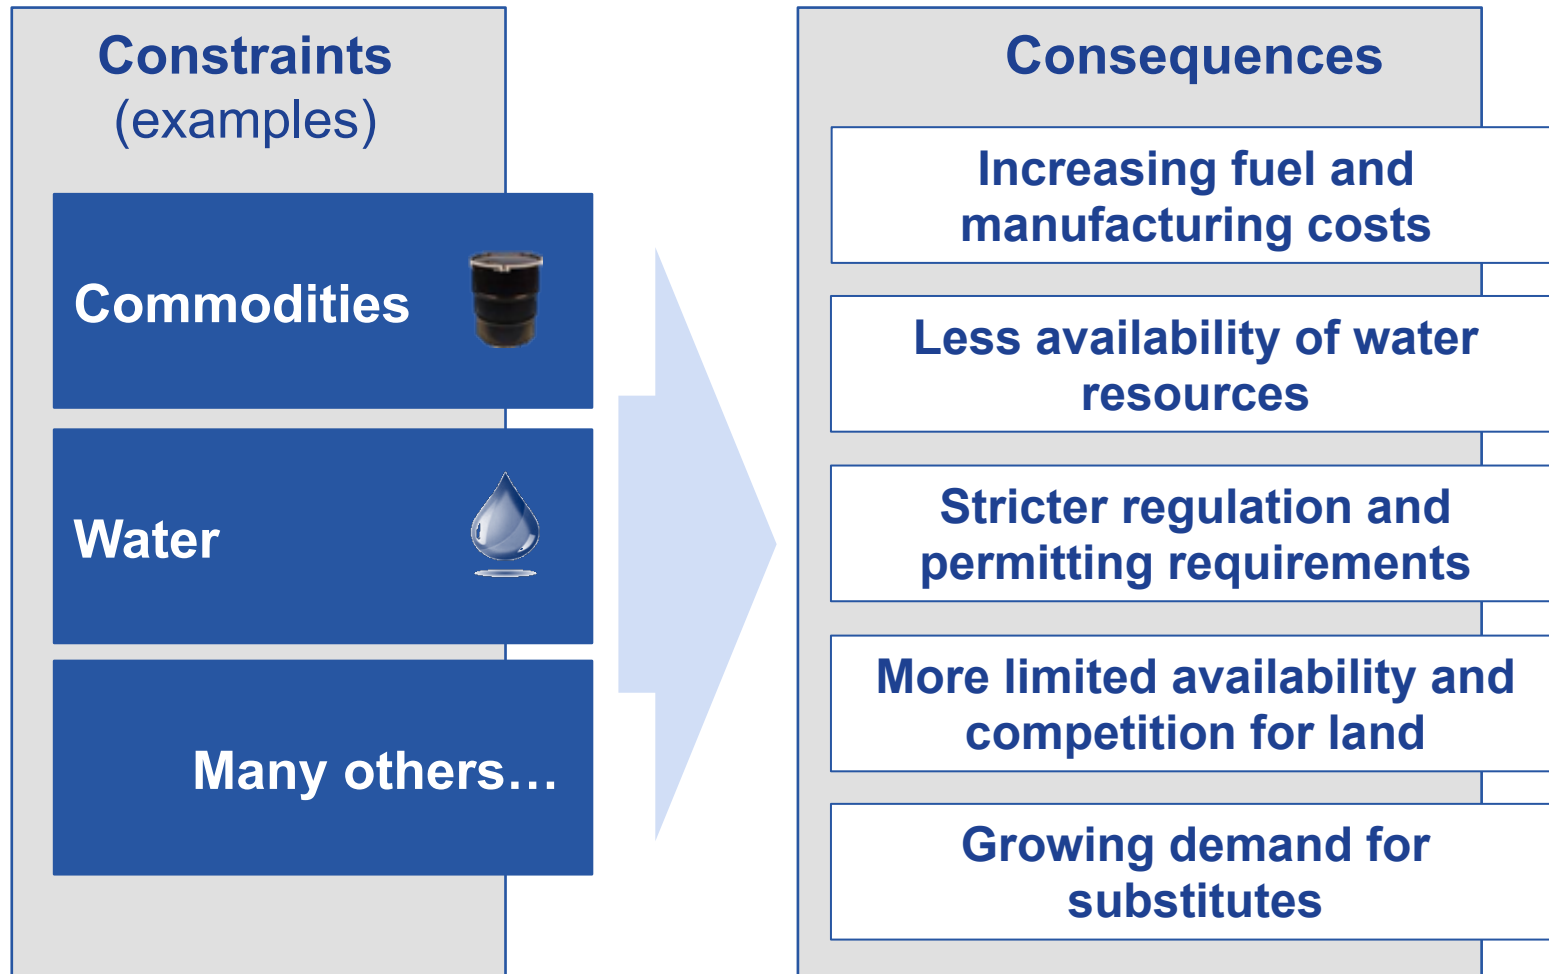 Constraints
(examples)
Commodities
Water
Many others…
Consequences
Increasing fuel and
manufacturing costs
Less availability of water
resources
Stricter regulation and
permitting requirements
More limited availability and
competition for land
Growing demand for
substitutes